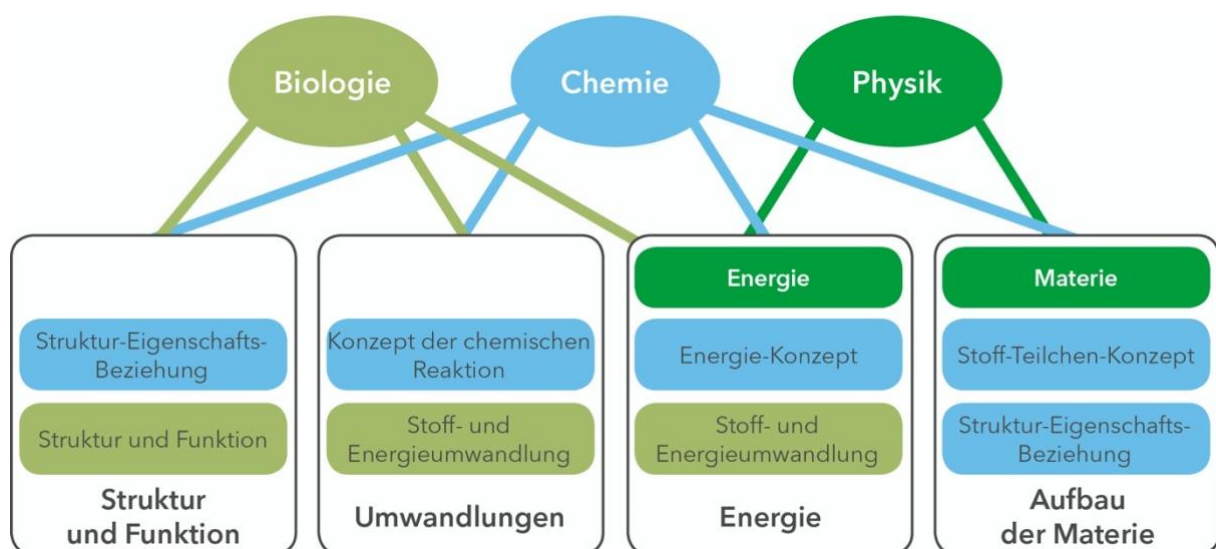 Biologie
Chemie
Physik
Struktur-Eigenschafts-
Beziehung
Struktur und Funktion
Struktur
und Funktion
Konzept der chemischen
Reaktion
Stoff- und
Energieumwandlung
Umwandlungen
Energie
Energie-Konzept
Stoff- und
Energieumwandlung
Energie
Materie
Stoff-Teilchen-Konzept
Struktur-Eigenschafts-
Beziehung
Aufbau
der Materie